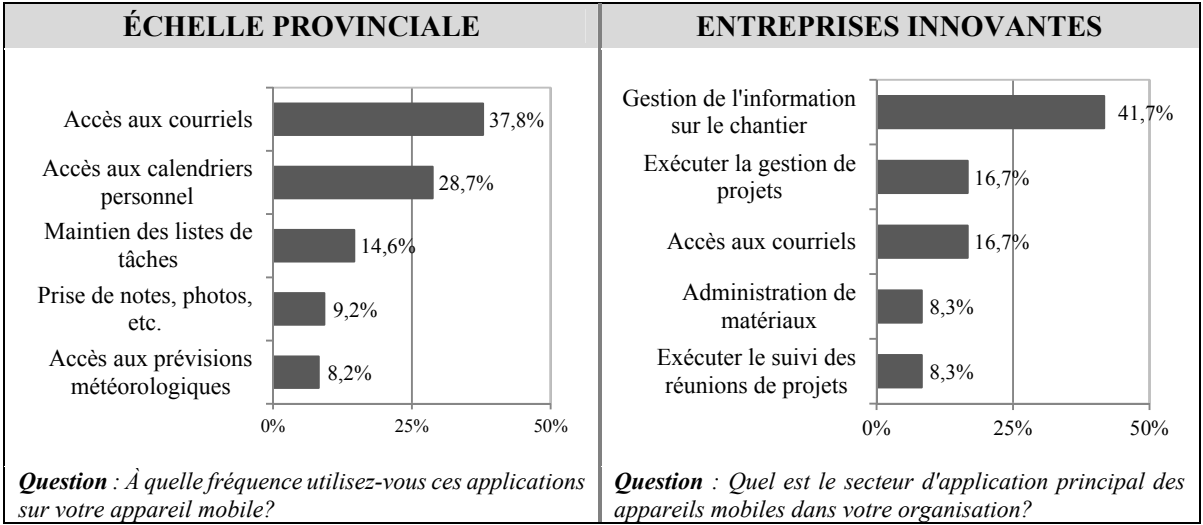 ÉCHELLE PROVINCIALE
Accès aux courriels
37,8%
Accès aux calendriers
personnel
28,7%
Maintien des listes de
tâches
14,6%
Prise de notes, photos,
etc.
9,2%
Accès aux prévisions
météorologiques
8,2%
0%
25%
50%
Question : À quelle fréquence utilisez-vous ces applications
sur votre appareil mobile?
ENTREPRISES INNOVANTES
Gestion de l'information
sur le chantier
41,7%
Exécuter la gestion de
projets
16,7%
Accès aux courriels
16,7%
Administration de
matériaux
8,3%
Exécuter le suivi des
réunions de projets
8,3%
0%
25%
50%
Question : Quel est le secteur d'application principal des
appareils mobiles dans votre organisation?